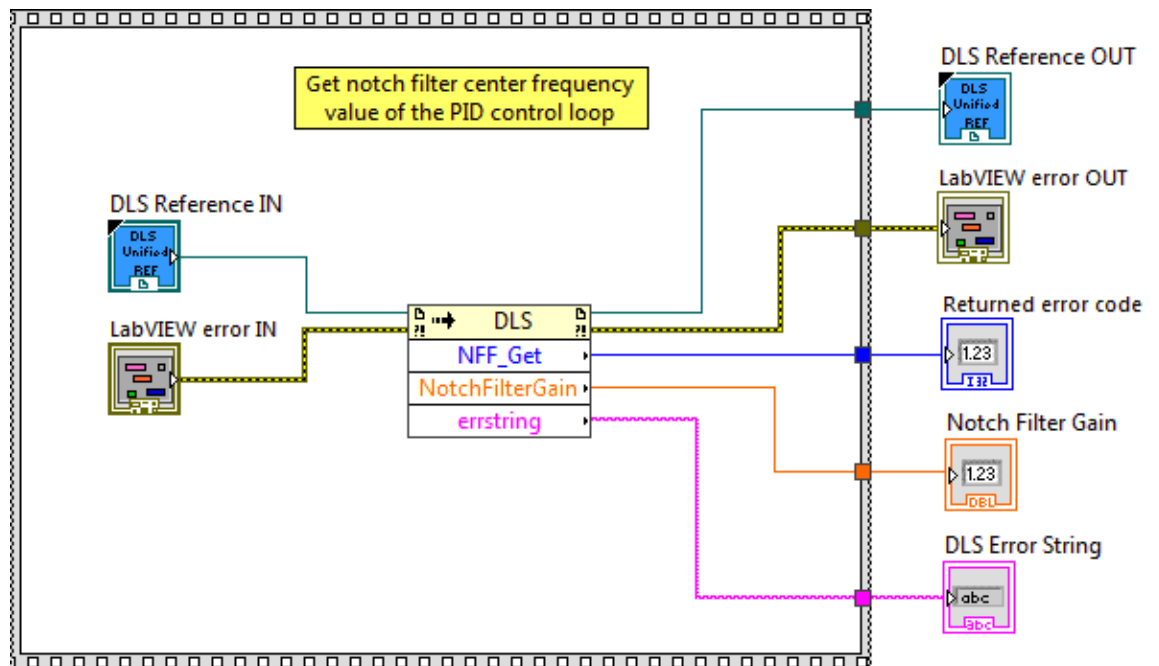 Get notch filter center frequency
value of the PID control loop
DLS Reference IN
DLS
Unified
REF
LabVIEW error IN
?!
DLS
?!
NFF_Get
NotchFilterGain
errstring
DLS Reference OUT
DLS
Unified
REF
LabVIEW error OUT
Returned error code
1.23
I32
Notch Filter Gain
1.23
DBL
DLS Error String
abc
abc